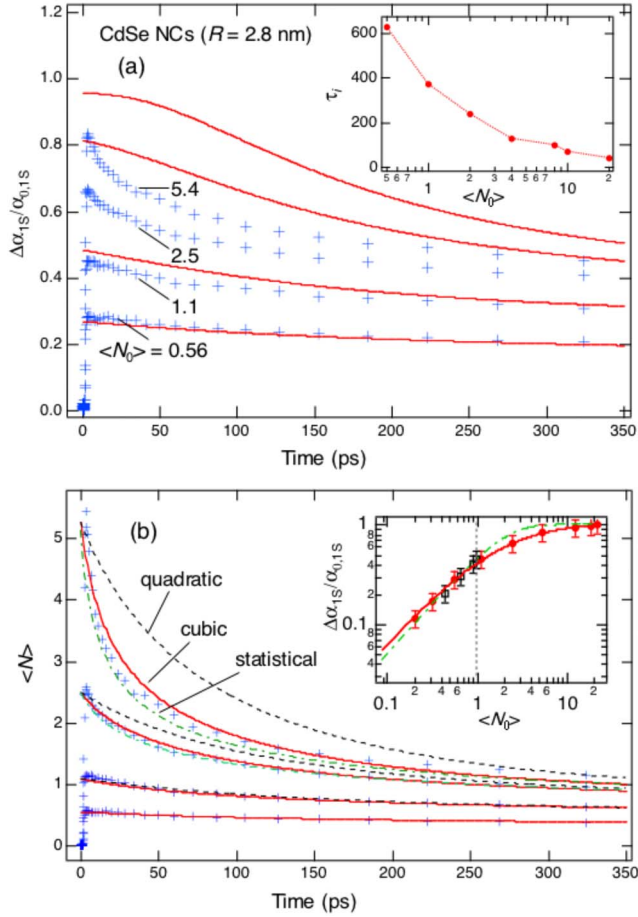 CdSe NCs (R = 2.8 nm)
(a)
Δα1S/α0,1S
1.2
1.0
0.8
0.6
0.4
0.2
0.0
5.4
2.5
1.1
<N0> = 0.56
0 50 100 150 200 250 300 350
Time (ps)
τi
600
400
200
0
5 6 7 1 2 3 4 5 6 7 10 2
<N0>
(b)
<N>
5
4
3
2
1
0
quadratic
cubic
statistical
0 50 100 150 200 250 300 350
Time (ps)
Δα1S/α0,1S
1
8
6
4
2
0.1
8
6
4
0.1 2 4 6 1 2 4 6 10 2
<N0>